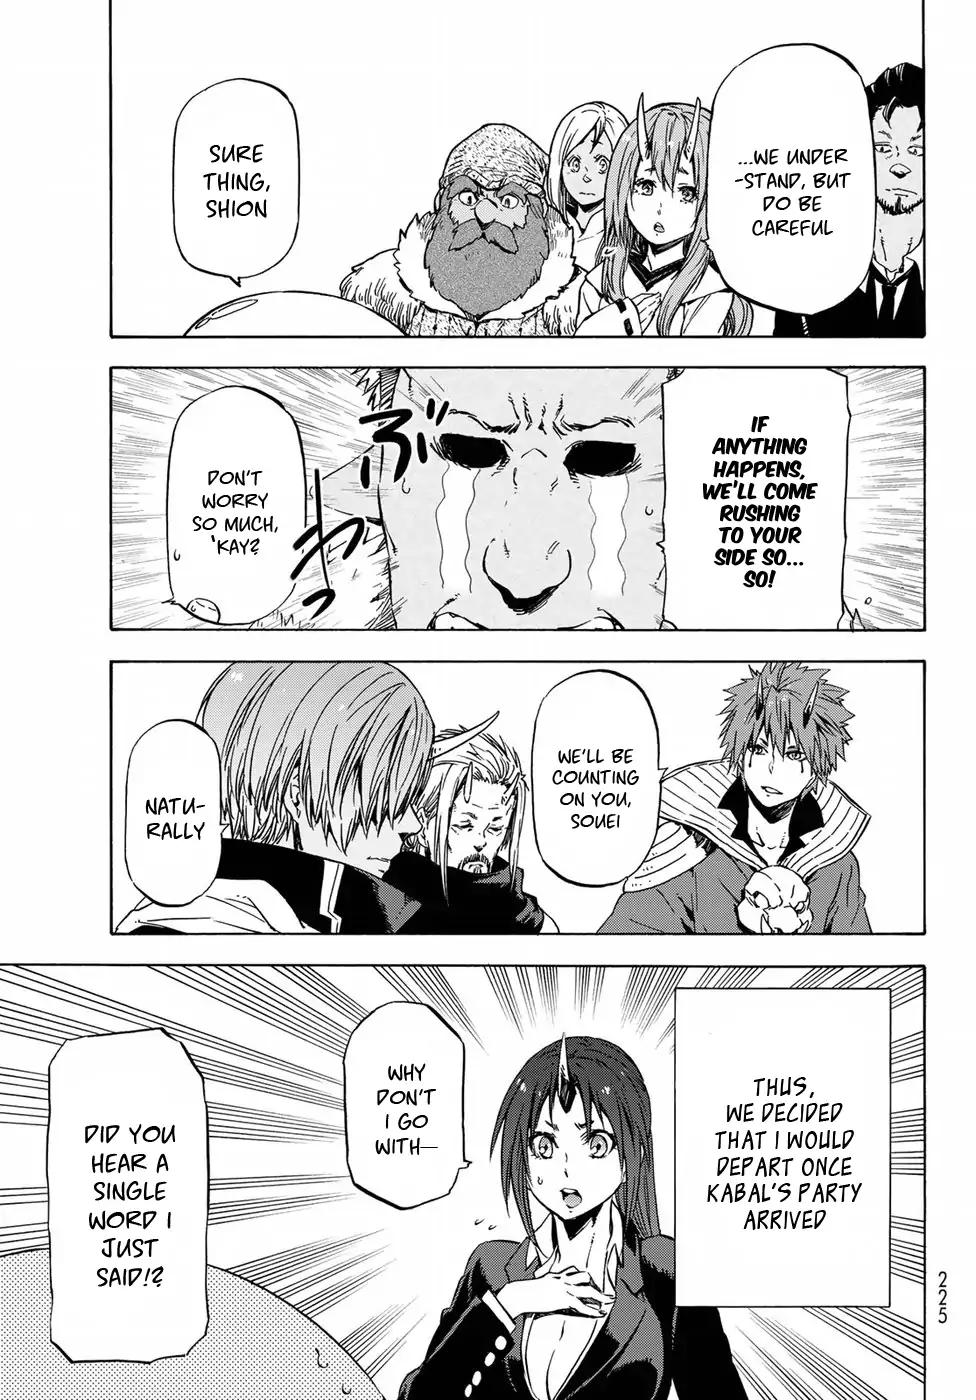 ...WE UNDER
-STAND, BUT
DO BE
CAREFUL
SURE
THING,
SHION
IF
ANYTHING
HAPPENS,
WE'LL COME
RUSHING
TO YOUR
SIDE SO...
SO!
ぶわっ
DON'T
WORRY
SO MUCH,
'KAY?
WE'LL BE
COUNTING
ON YOU,
SOUEI
NATU-
RALLY
THUS,
WE DECIDED
THAT I WOULD
DEPART ONCE
KABAL'S PARTY
ARRIVED
WHY
DON'T
I GO
WITH—
DID YOU
HEAR A
SINGLE
WORD I
JUST
SAID!?
225